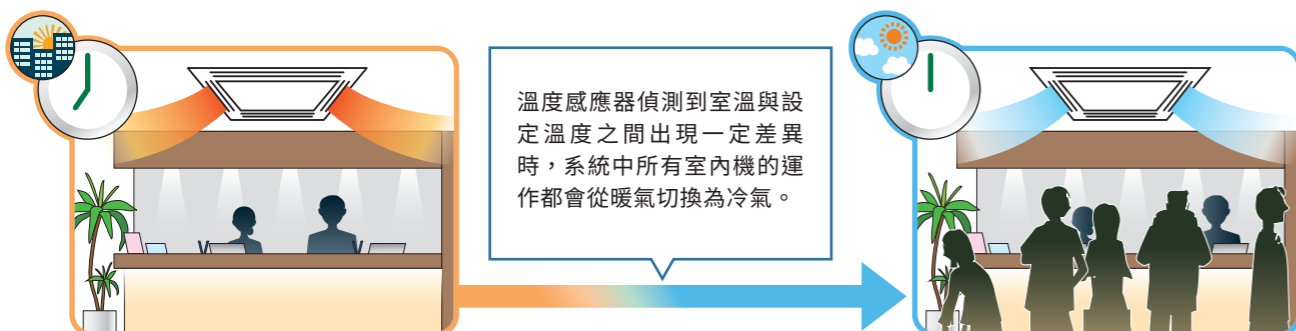 溫度感應器偵測到室溫與設
定溫度之間出現一定差異
時，系統中所有室內機的運
作都會從暖氣切換為冷氣。